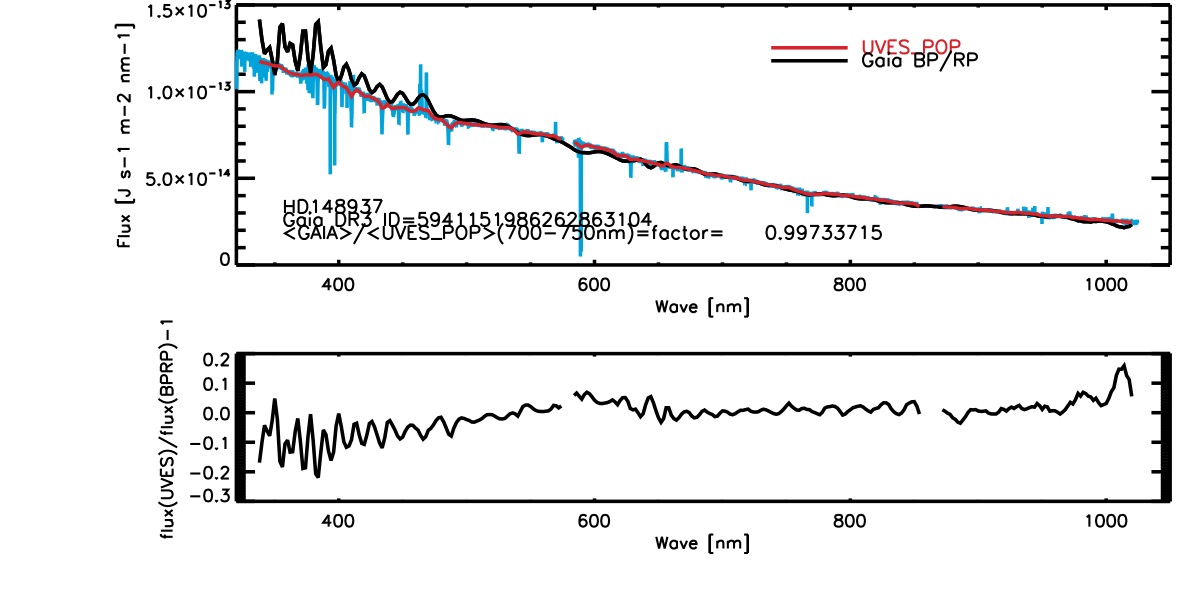 1.5×10−13
1.0×10−13
5.0×10−14
0
Flux [J s−1 m−2 nm−1]
UVES_POP
Gaia BP/RP
HD148937
Gaia DR3 ID=5941151986262863104
<GAIA>/<UVES_POP>(700−750nm)=factor= 0.99733715
400 600 800 1000
Wave [nm]
flux(UVES)/flux(BPRP)−1
0.2
0.1
0.0
−0.1
−0.2
−0.3
400 600 800 1000
Wave [nm]